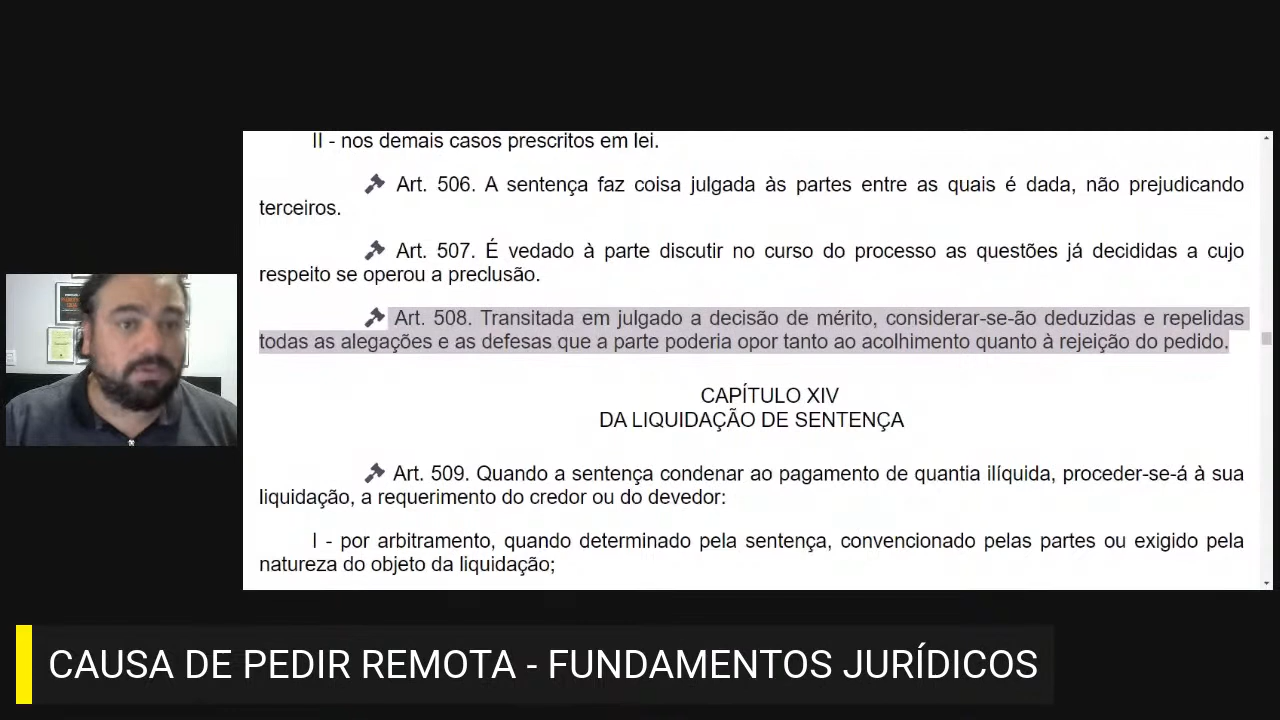 II - nos demais casos prescritos em lei.
Art. 506. A sentença faz coisa julgada às partes entre as quais é dada, não prejudicando
terceiros.
Art. 507. É vedado à parte discutir no curso do processo as questões já decididas a cujo
respeito se operou a preclusão.
Art. 508. Transitada em julgado a decisão de mérito, considerar-se-ão deduzidas e repelidas
todas as alegações e as defesas que a parte poderia opor tanto ao acolhimento quanto à rejeição do pedido.
CAPÍTULO XIV
DA LIQUIDAÇÃO DE SENTENÇA
Art. 509. Quando a sentença condenar ao pagamento de quantia ilíquida, proceder-se-á à sua
liquidação, a requerimento do credor ou do devedor:
I - por arbitramento, quando determinado pela sentença, convencionado pelas partes ou exigido pela
natureza do objeto da liquidação;
CAUSA DE PEDIR REMOTA - FUNDAMENTOS JURÍDICOS